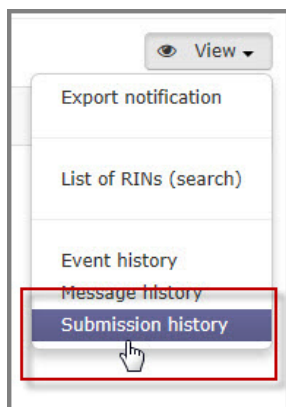 View
Export notification
List of RINs (search)
Event history
Message history
Submission history